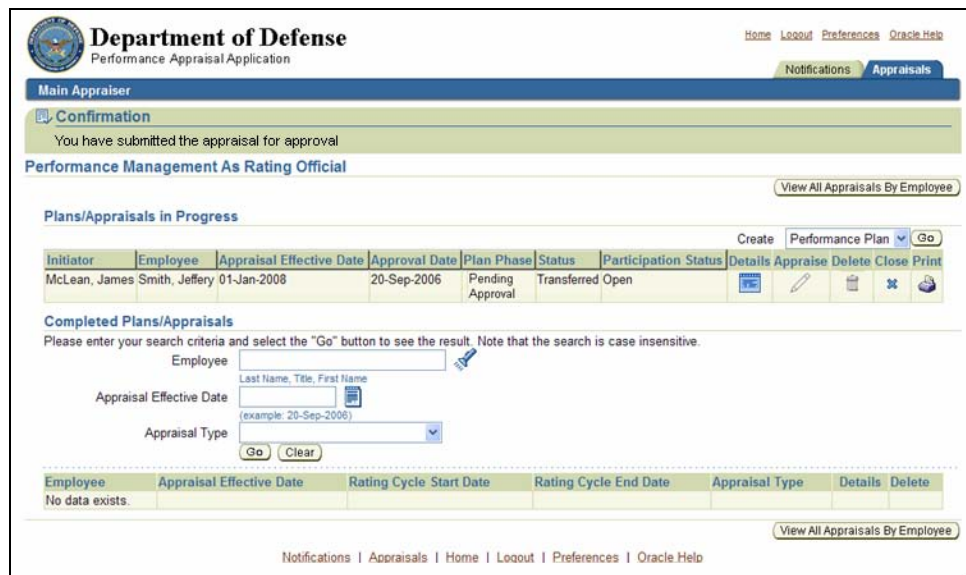 Department of Defense
Performance Appraisal Application
Home Logout Preferences Oracle Help
Notifications Appraisals
Main Appraiser
Confirmation
You have submitted the appraisal for approval
Performance Management As Rating Official
View All Appraisals By Employee
Plans/Appraisals in Progress
Create Performance Plan Go
Initiator Employee Appraisal Effective Date Approval Date Plan Phase Status Participation Status Details Appraise Delete Close Print
McLean, James Smith, Jeffery 01-Jan-2008 20-Sep-2006 Pending Approval Transferred Open
Completed Plans/Appraisals
Please enter your search criteria and select the "Go" button to see the result. Note that the search is case insensitive.
Employee
Last Name, Title, First Name
Appraisal Effective Date
(example: 20-Sep-2006)
Appraisal Type
Go Clear
Employee Appraisal Effective Date Rating Cycle Start Date Rating Cycle End Date Appraisal Type Details Delete
No data exists.
View All Appraisals By Employee
Notifications | Appraisals | Home | Logout | Preferences | Oracle Help